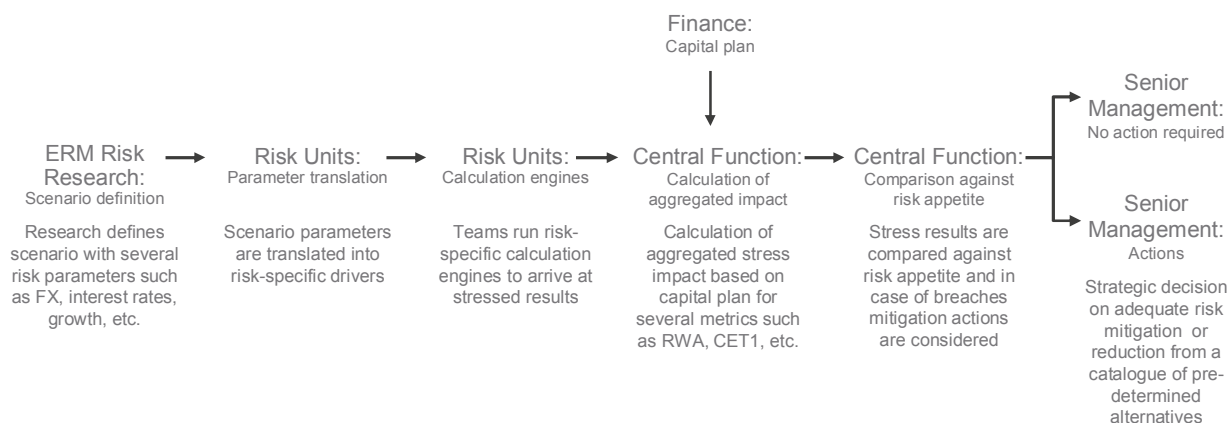 Finance:
Capital plan
ERM Risk
Research:
Scenario definition
Research defines
scenario with several
risk parameters such
as FX, interest rates,
growth, etc.
Risk Units:
Parameter translation
Scenario parameters
are translated into
risk-specific drivers
Risk Units:
Calculation engines
Teams run risk-
specific calculation
engines to arrive at
stressed results
Central Function:
Calculation of
aggregated impact
Calculation of
aggregated stress
impact based on
capital plan for
several metrics such
as RWA, CET1, etc.
Central Function:
Comparison against
risk appetite
Stress results are
compared against
risk appetite and in
case of breaches
mitigation actions
are considered
Senior
Management:
No action required
Senior
Management:
Actions
Strategic decision
on adequate risk
mitigation or
reduction from a
catalogue of pre-
determined
alternatives